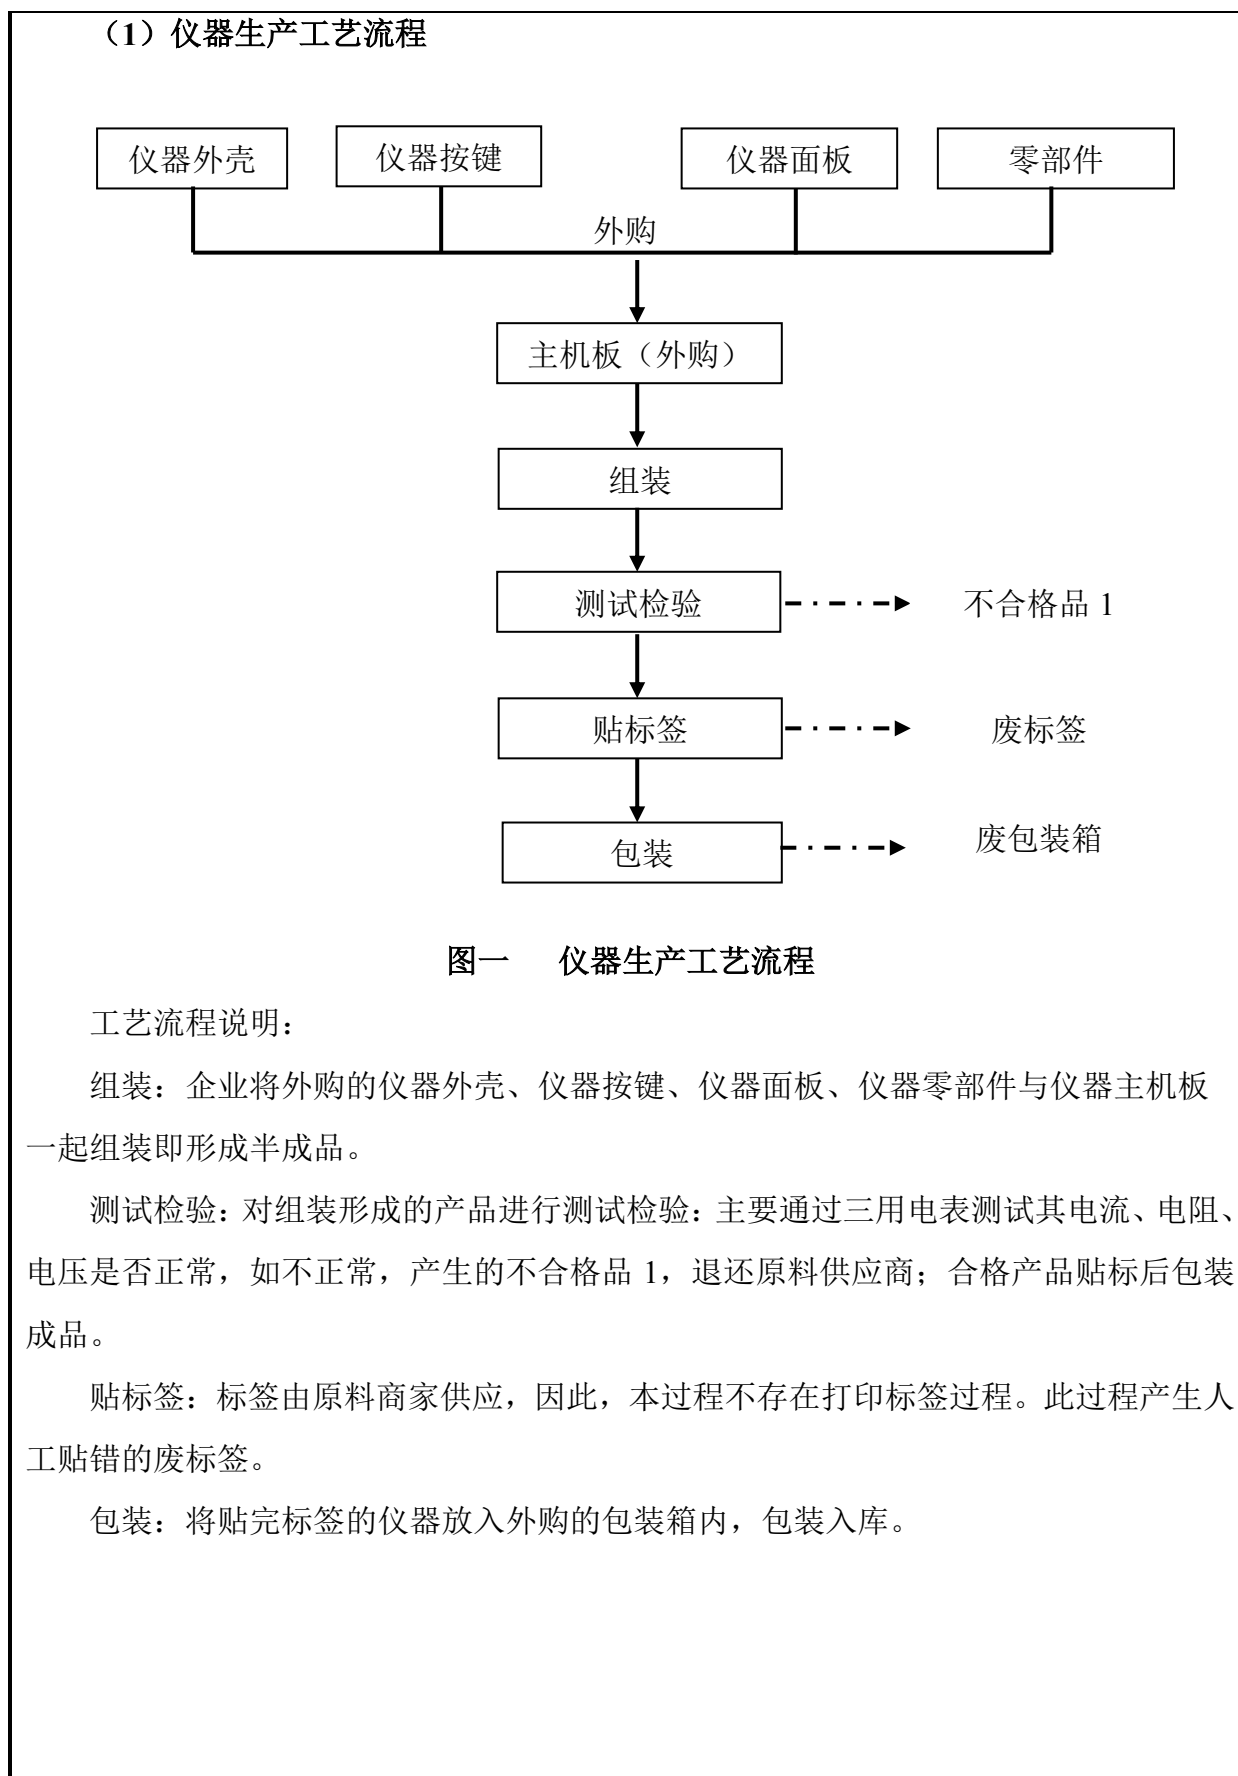 （1）仪器生产工艺流程
仪器外壳
仪器按键
仪器面板
零部件
外购
主机板（外购）
组装
测试检验
不合格品 1
贴标签
废标签
包装
废包装箱
图一 仪器生产工艺流程
工艺流程说明：
组装：企业将外购的仪器外壳、仪器按键、仪器面板、仪器零部件与仪器主机板
一起组装即形成半成品。
测试检验：对组装形成的产品进行测试检验：主要通过三用电表测试其电流、电阻、
电压是否正常，如不正常，产生的不合格品 1，退还原料供应商；合格产品贴标后包装
成品。
贴标签：标签由原料商家供应，因此，本过程不存在打印标签过程。此过程产生人
工贴错的废标签。
包装：将贴完标签的仪器放入外购的包装箱内，包装入库。